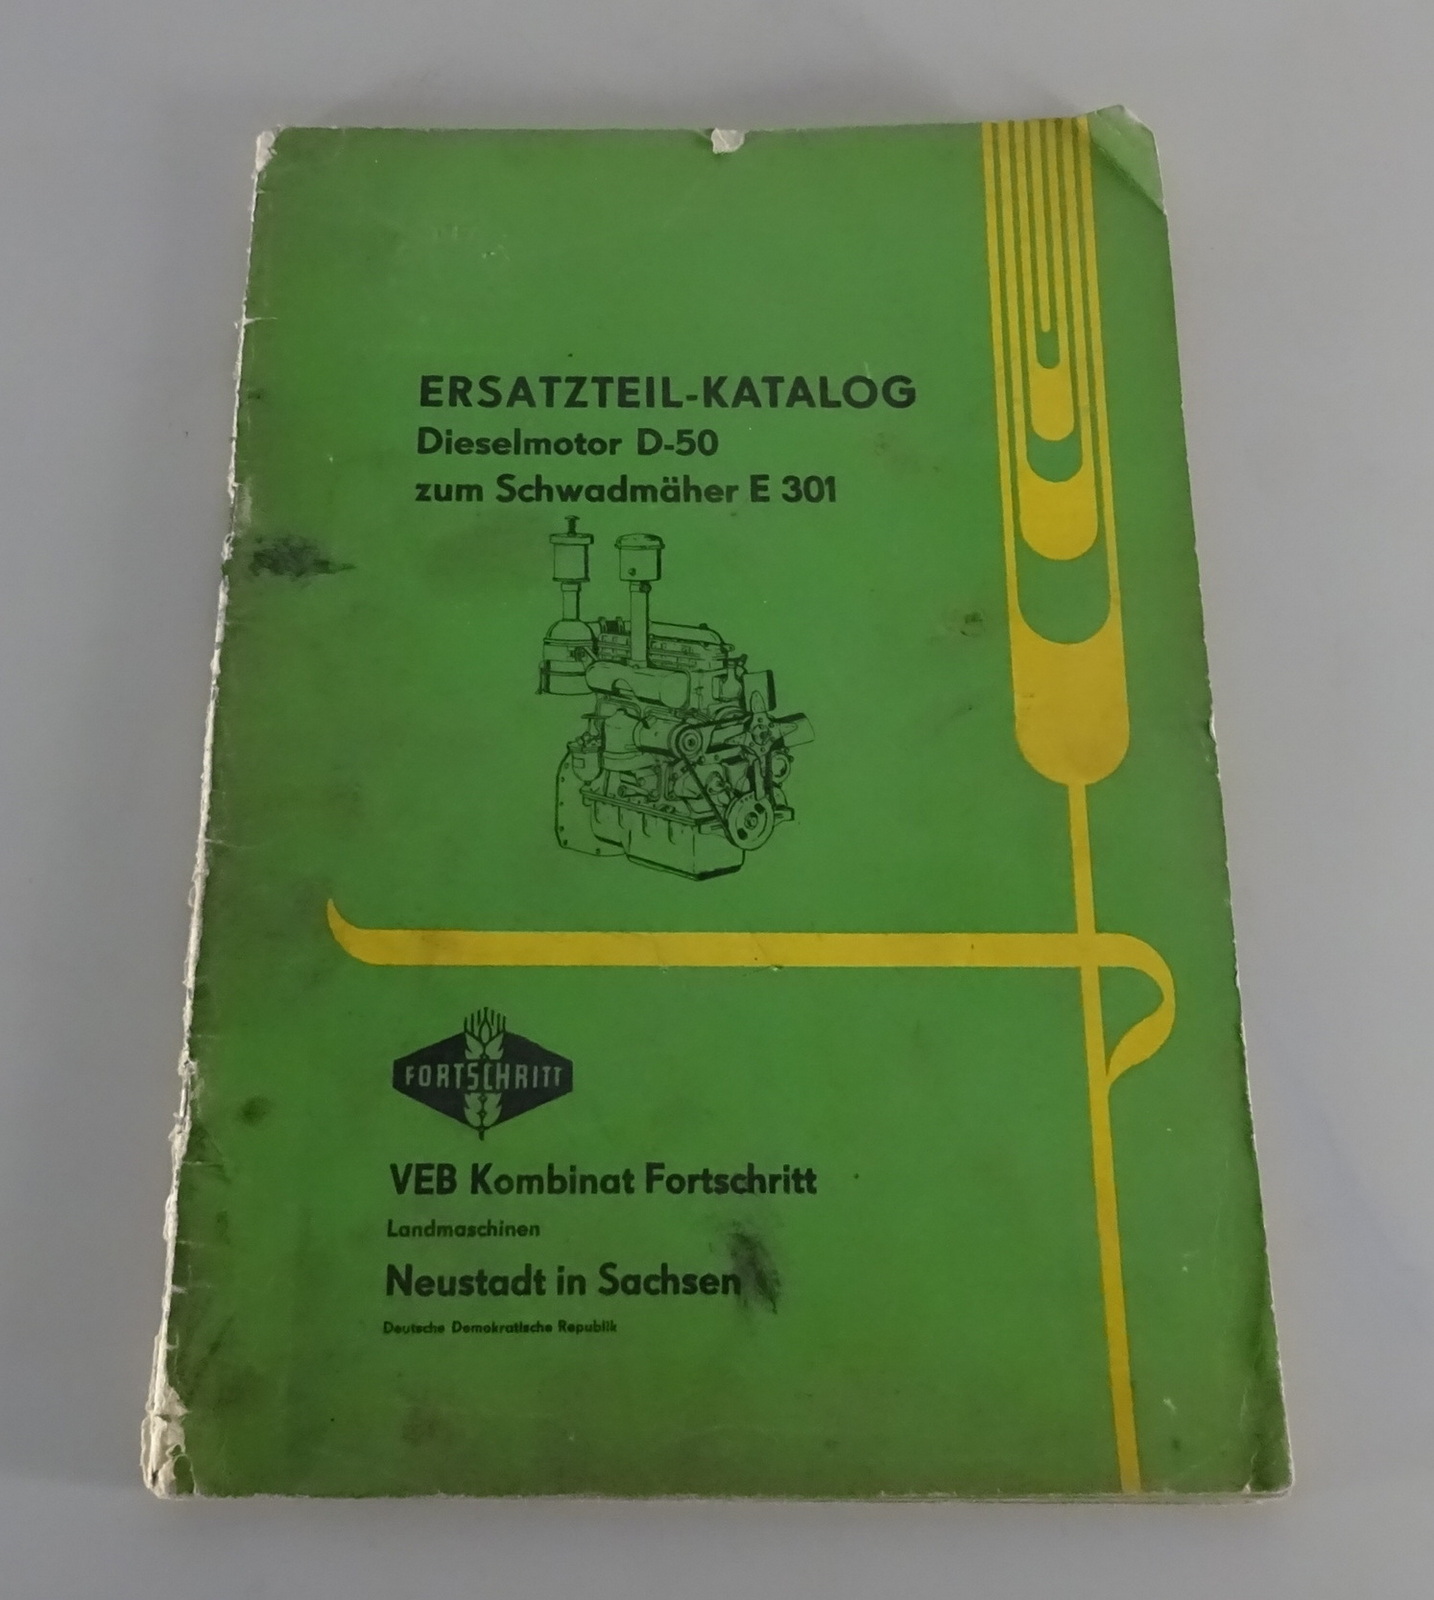 ERSATZTEIL-KATALOG
Dieselmotor D-50
zum Schwadmäher E 301
FORTSCHRITT
VEB Kombinat Fortschritt
Landmaschinen
Neustadt in Sachsen
Deutsche Demokratische Republik